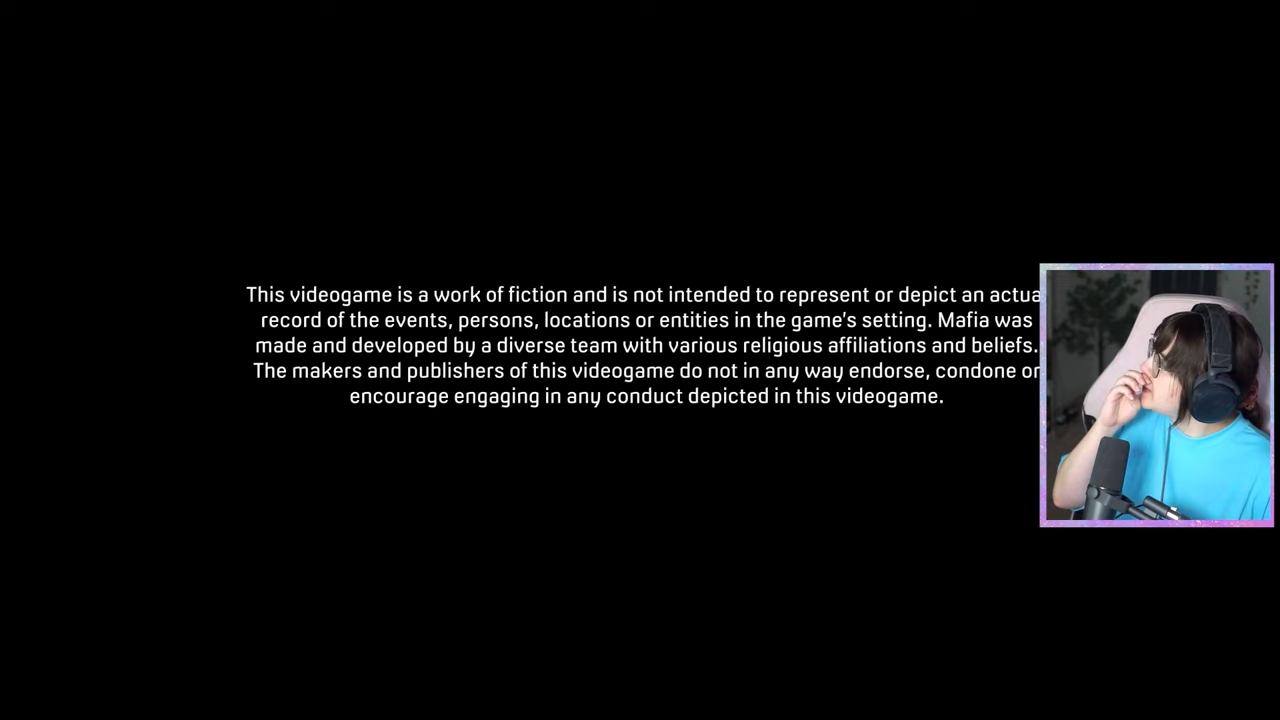 This videogame is a work of fiction and is not intended to represent or depict an actua
record of the events, persons, locations or entities in the game's setting. Mafia was
made and developed by a diverse team with various religious affiliations and beliefs.
The makers and publishers of this videogame do not in any way endorse, condone or
encourage engaging in any conduct depicted in this videogame.